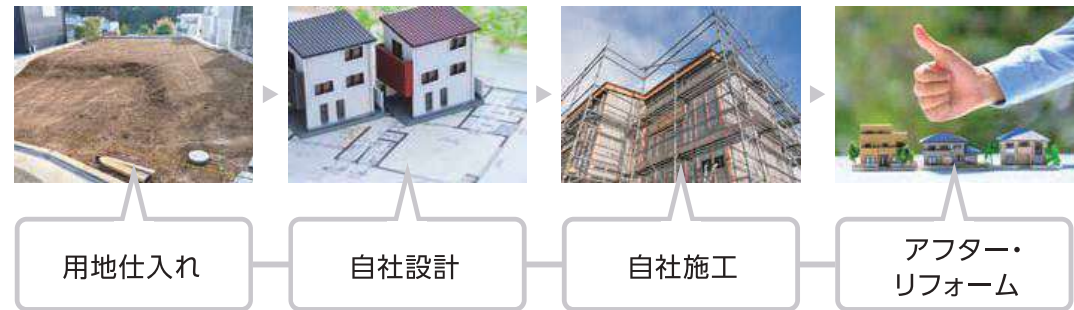 用地仕入れ
自社設計
自社施工
アフター・
リフォーム